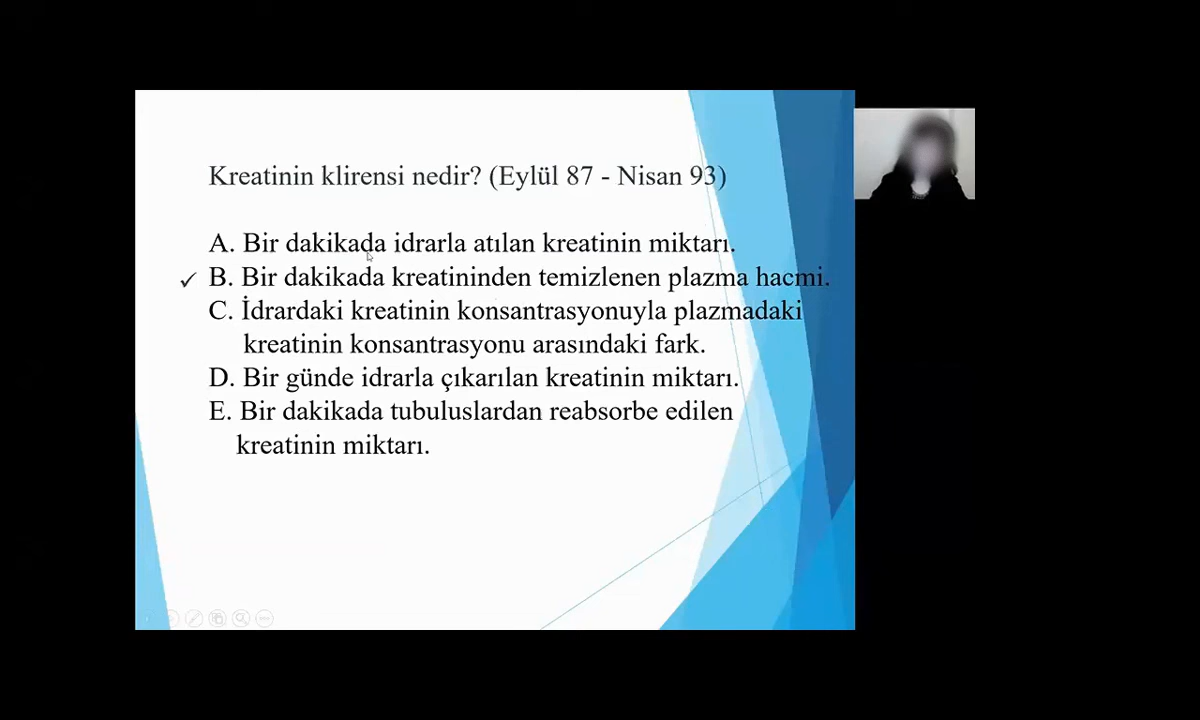 Kreatinin klirensi nedir? (Eylül 87 - Nisan 93)
A. Bir dakikada idrarla atılan kreatinin miktarı.
✓ B. Bir dakikada kreatininden temizlenen plazma hacmi.
C. İdrardaki kreatinin konsantrasyonuyla plazmadaki
kreatinin konsantrasyonu arasındaki fark.
D. Bir günde idrarla çıkarılan kreatinin miktarı.
E. Bir dakikada tubuluslardan reabsorbe edilen
kreatinin miktarı.